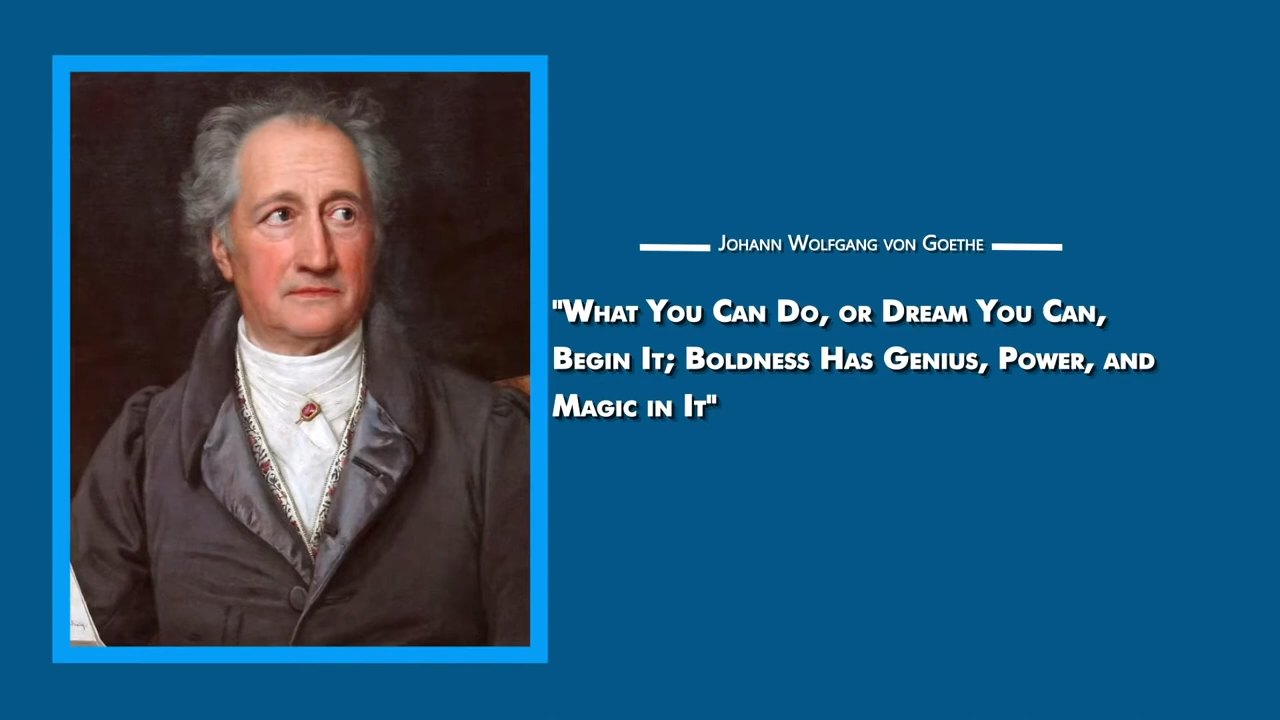 Johann Wolfgang von Goethe
"What You Can Do, or Dream You Can,
Begin It; Boldness Has Genius, Power, and
Magic in It"